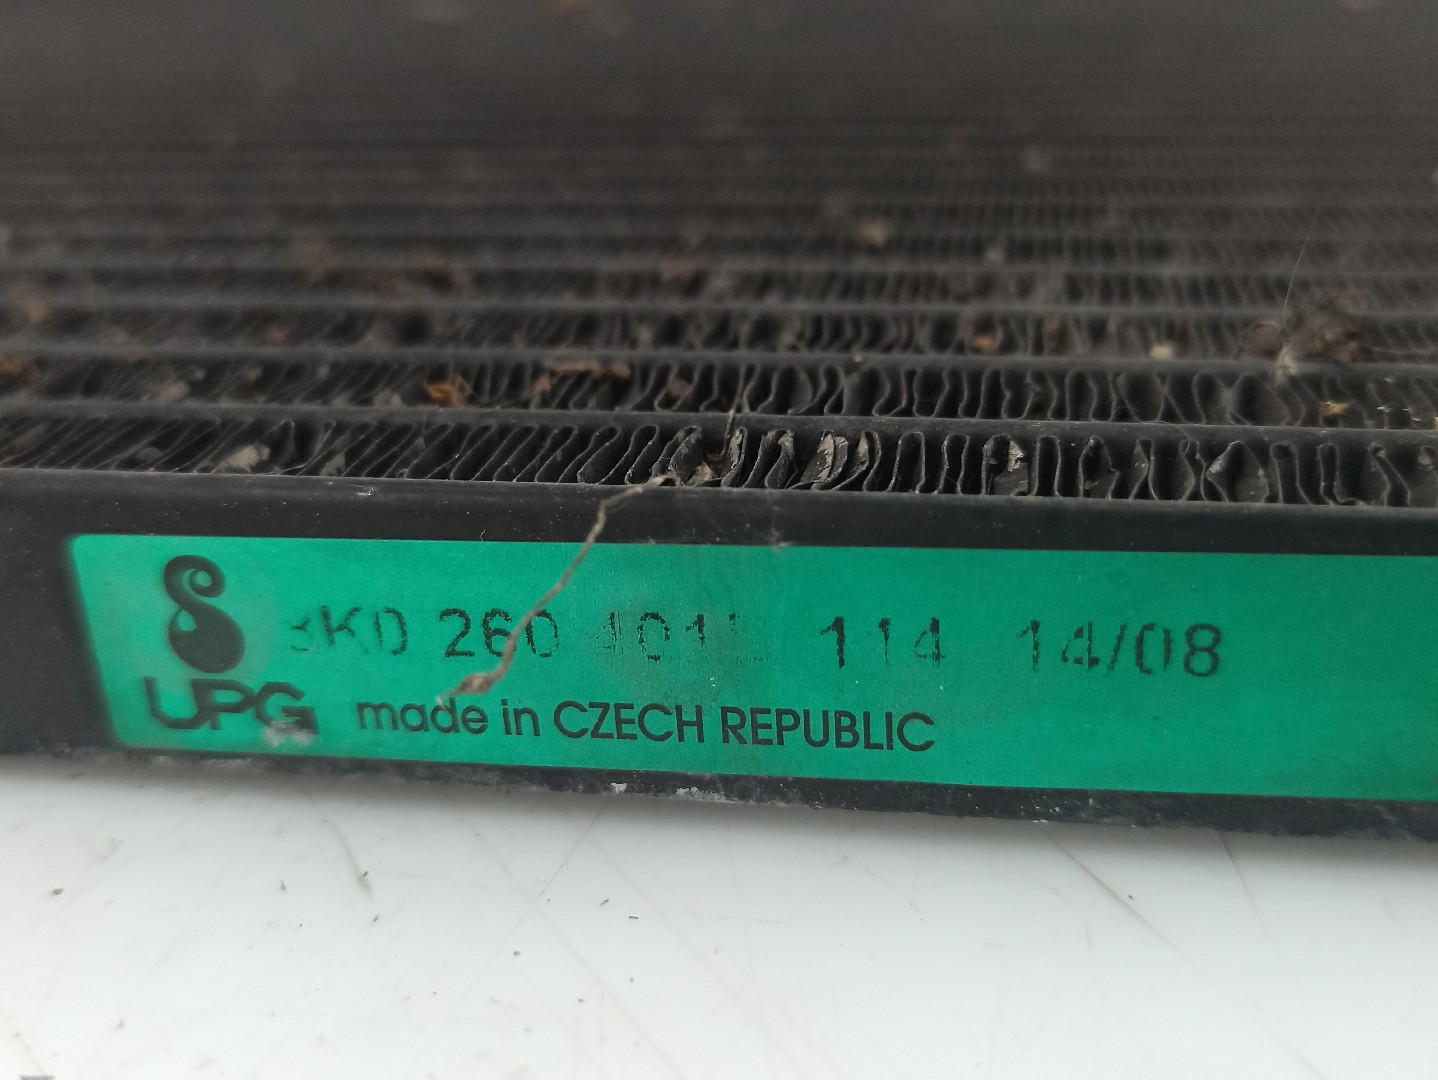 260 114 14/08
UPG made in CZECH REPUBLIC